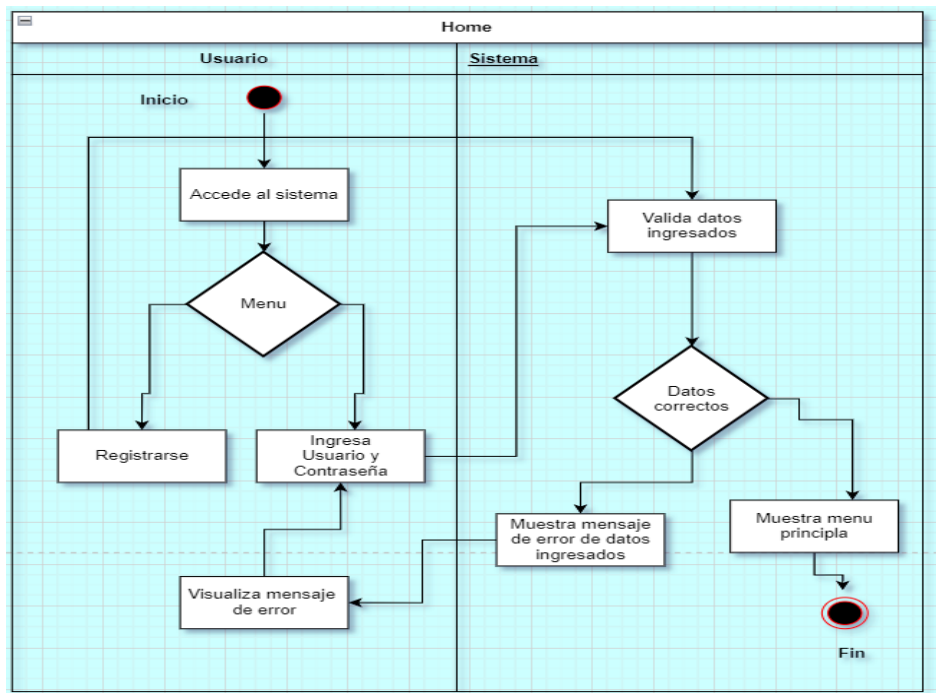 Home
Usuario
Sistema
Inicio
Accede al sistema
Valida datos
ingresados
Menu
Datos
correctos
Registrarse
Ingresa
Usuario y
Contraseña
Muestra mensaje
de error de datos
ingresados
Muestra menu
principla
Visualiza mensaje
de error
Fin